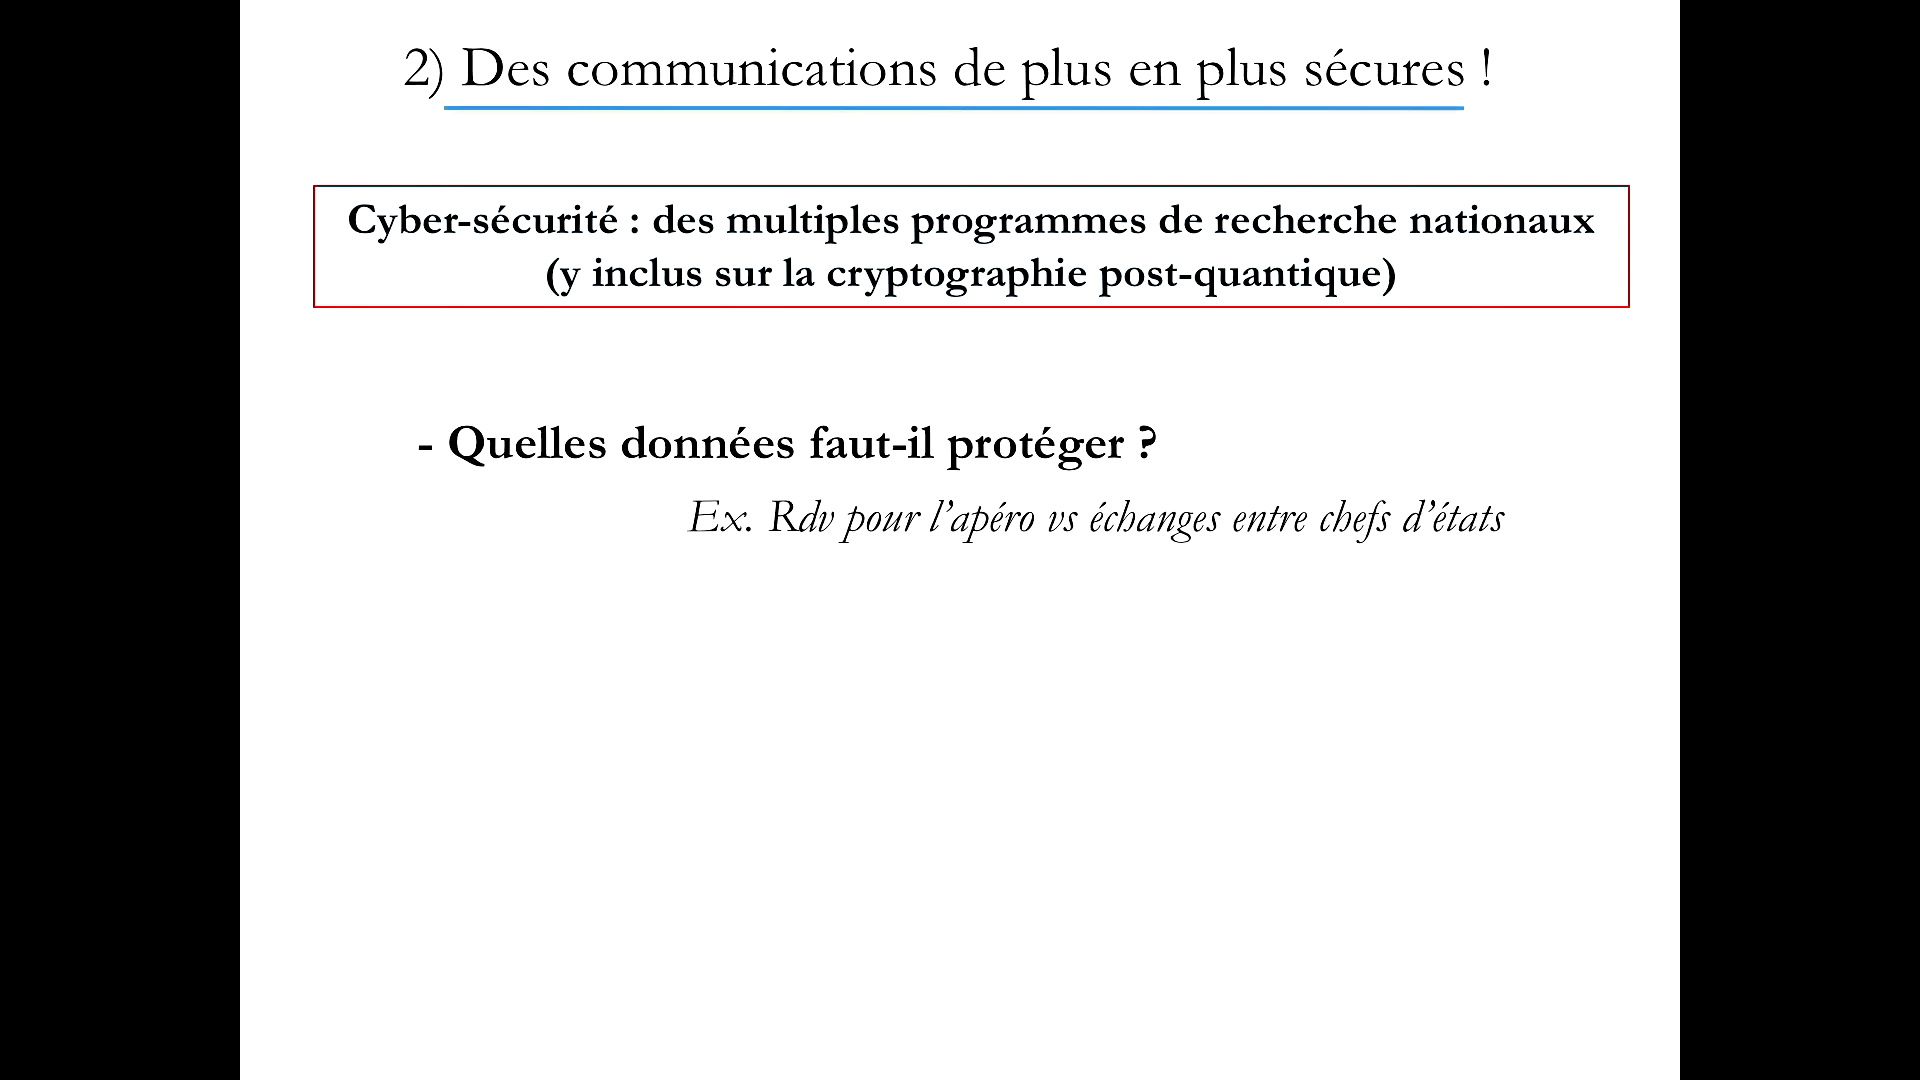 2) Des communications de plus en plus sécures !
Cyber-sécurité : des multiples programmes de recherche nationaux
(y inclus sur la cryptographie post-quantique)
- Quelles données faut-il protéger ?
Ex. Rdv pour l’apéro vs échanges entre chefs d’états